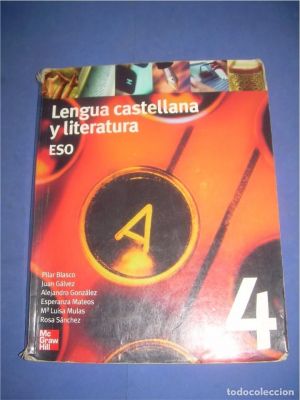 Lengua castellana
y literatura
ESO
A
Pilar Blasco
Juan Gálvez
Alejandro González
Esperanza Mateos
Mª Luisa Mulas
Rosa Sánchez
4
Mc
Graw
Hill
todocoleccion